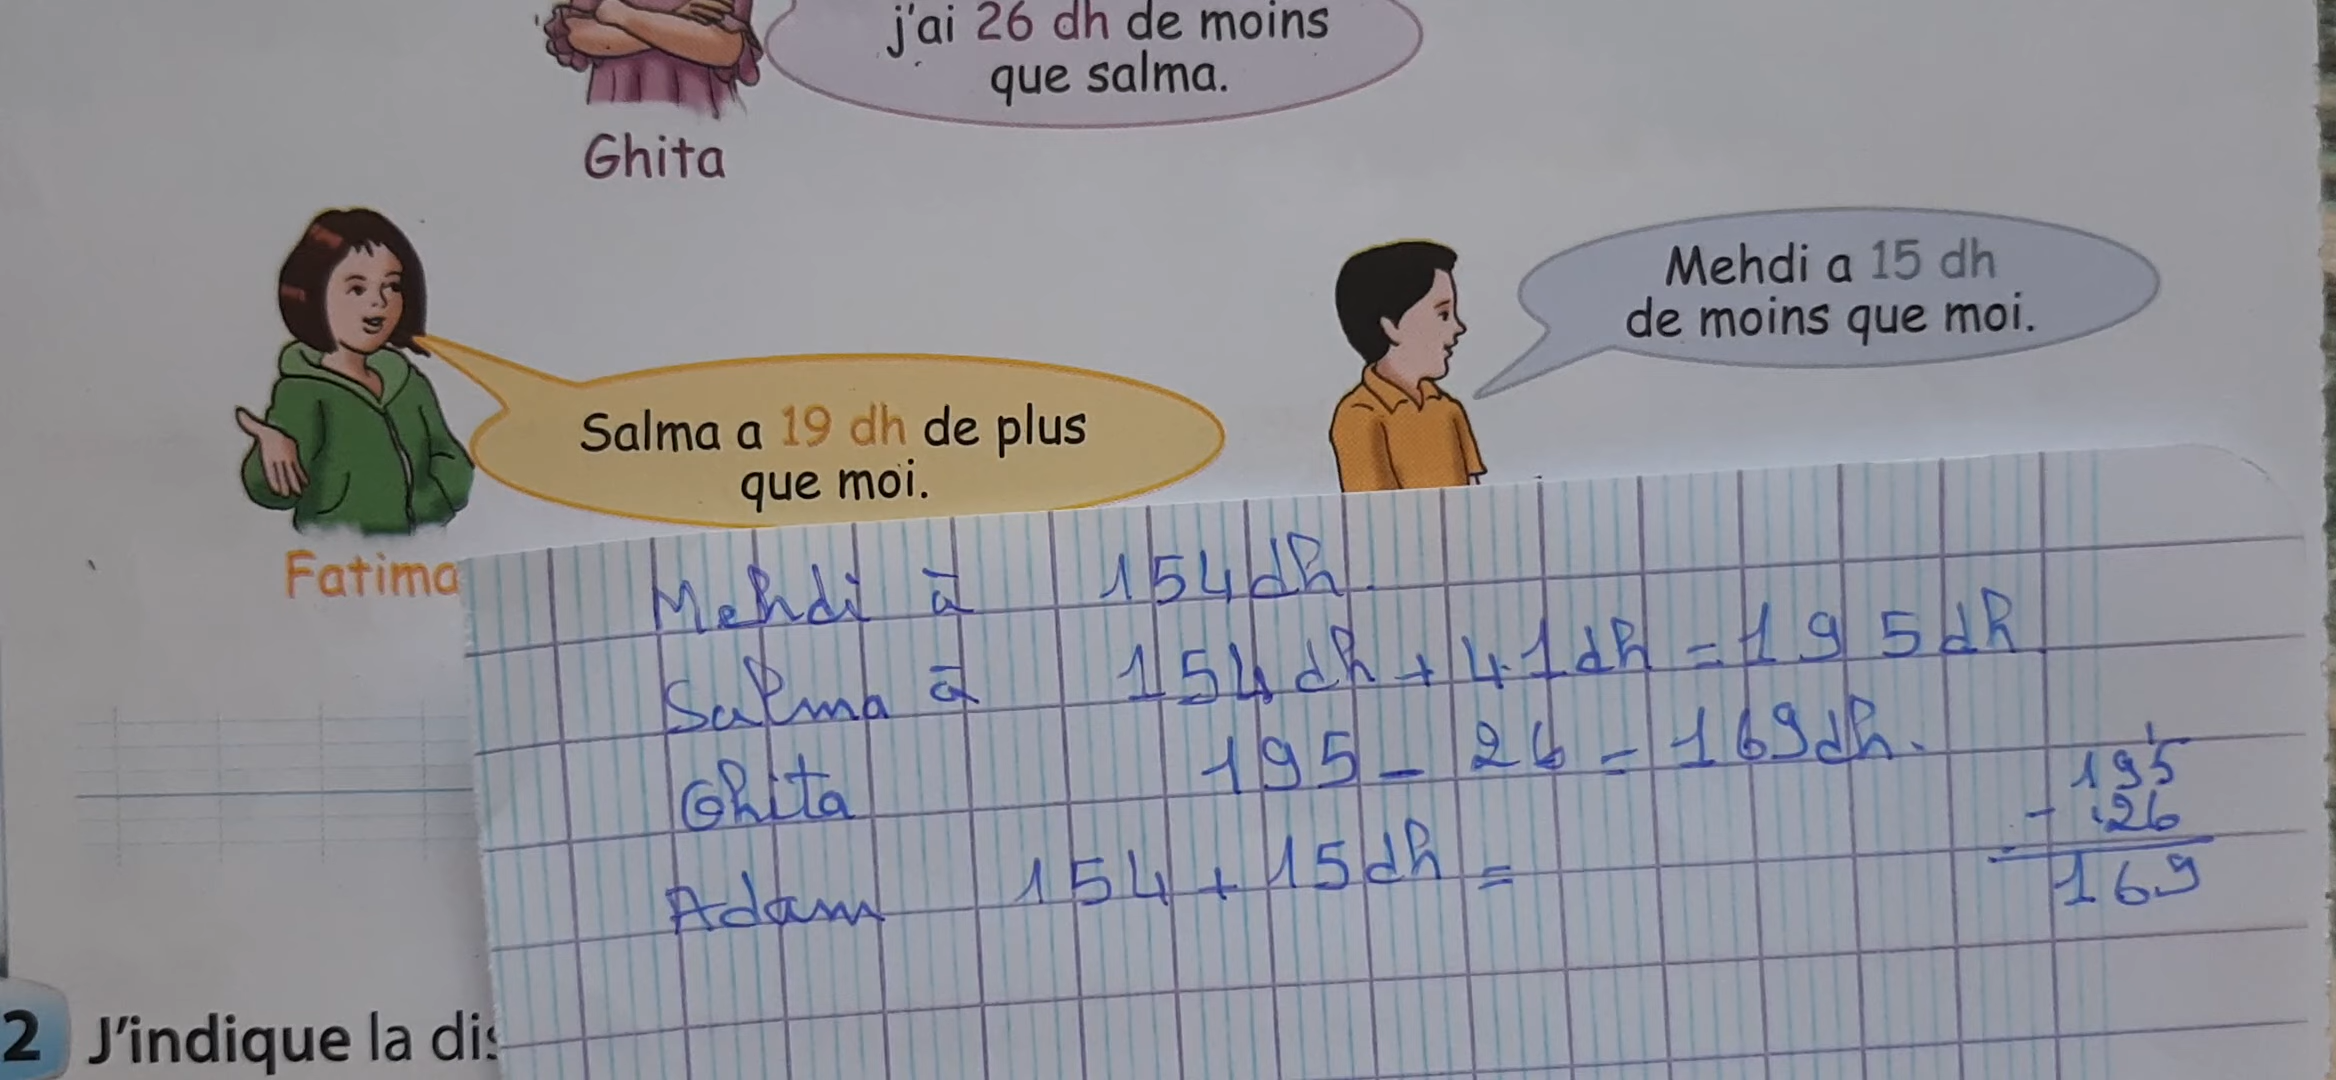 j'ai 26 dh de moins
que salma.
Ghita
Mehdi a 15 dh
de moins que moi.
Salma a 19 dh de plus
que moi.
Fatima
Mehdi a 154 dh.
Salma a 154 dh + 41 dh = 195 dh
Ghita 195 - 26 = 169 dh.
Adam 154 + 15 dh =
195
- 26
169
2 J'indique la dis